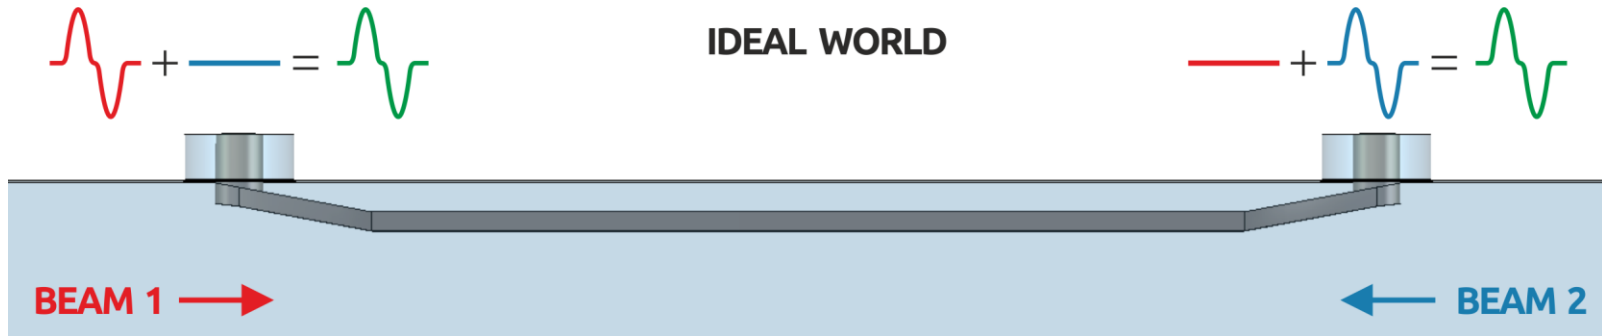 + =
IDEAL WORLD
+ =
BEAM 1
BEAM 2